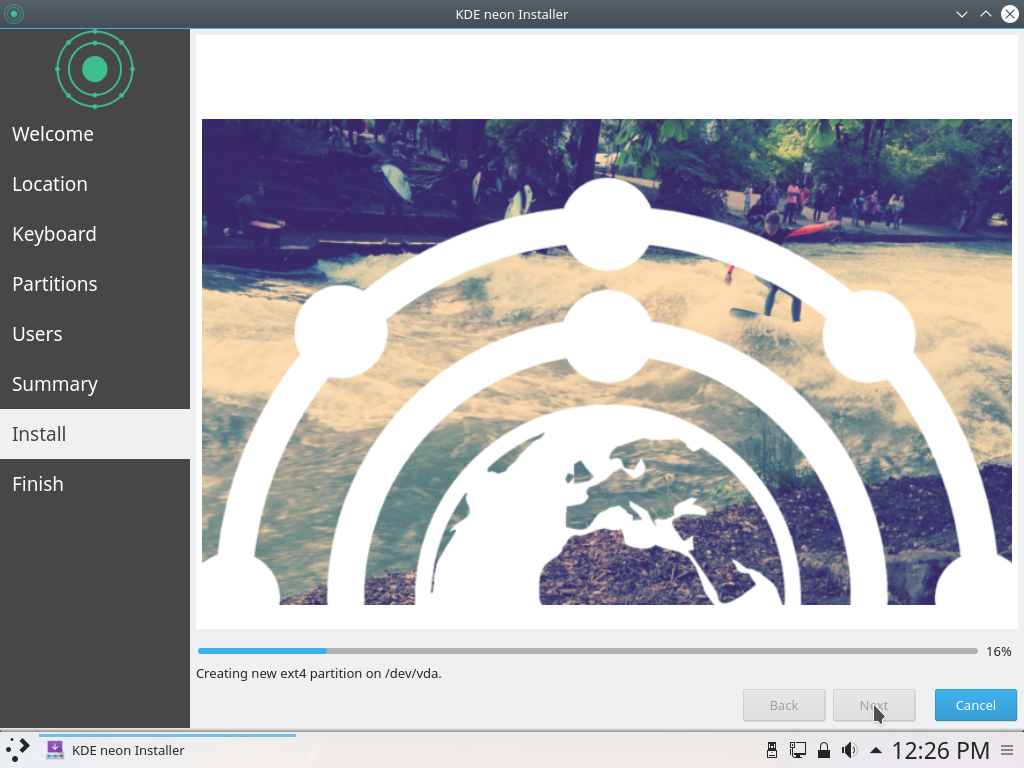 KDE neon Installer
Welcome
Location
Keyboard
Partitions
Users
Summary
Install
Finish
16%
Creating new ext4 partition on /dev/vda.
Back
Next
Cancel
KDE neon Installer
12:26 PM